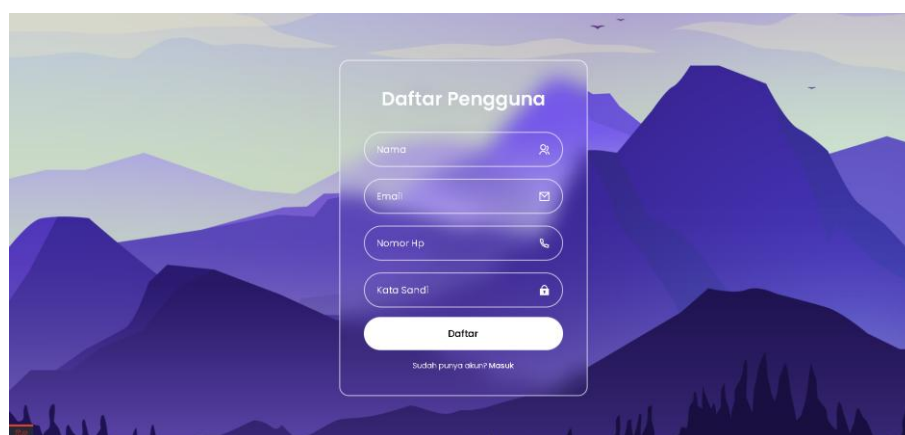 Daftar Pengguna
Nama
Email
Nomor Hp
Kata Sandi
Daftar
Sudah punya akun? Masuk